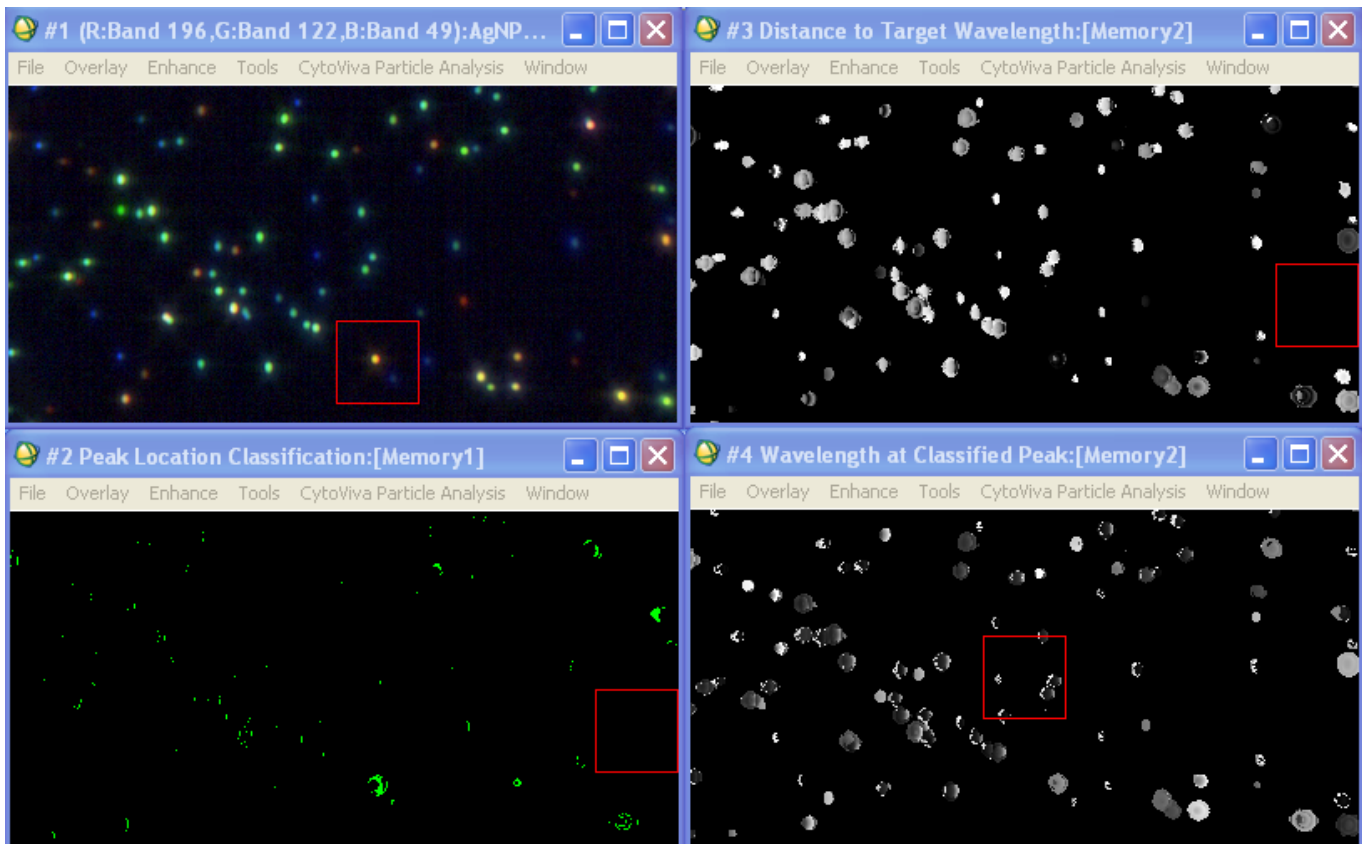 #1 (R:Band 196,G:Band 122,B:Band 49):AgNP...
File Overlay Enhance Tools CytoViva Particle Analysis Window
#3 Distance to Target Wavelength:[Memory2]
File Overlay Enhance Tools CytoViva Particle Analysis Window
#2 Peak Location Classification:[Memory1]
File Overlay Enhance Tools CytoViva Particle Analysis Window
#4 Wavelength at Classified Peak:[Memory2]
File Overlay Enhance Tools CytoViva Particle Analysis Window